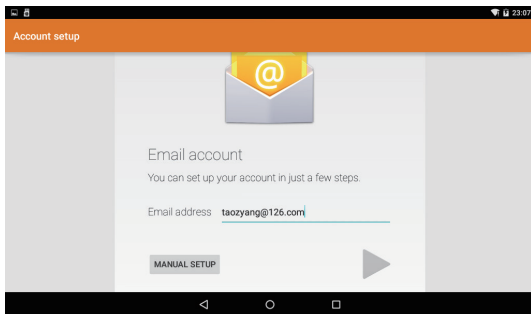 23:07
Account setup
@
Email account
You can set up your account in just a few steps.
Email address taozyang@126.com
MANUAL SETUP